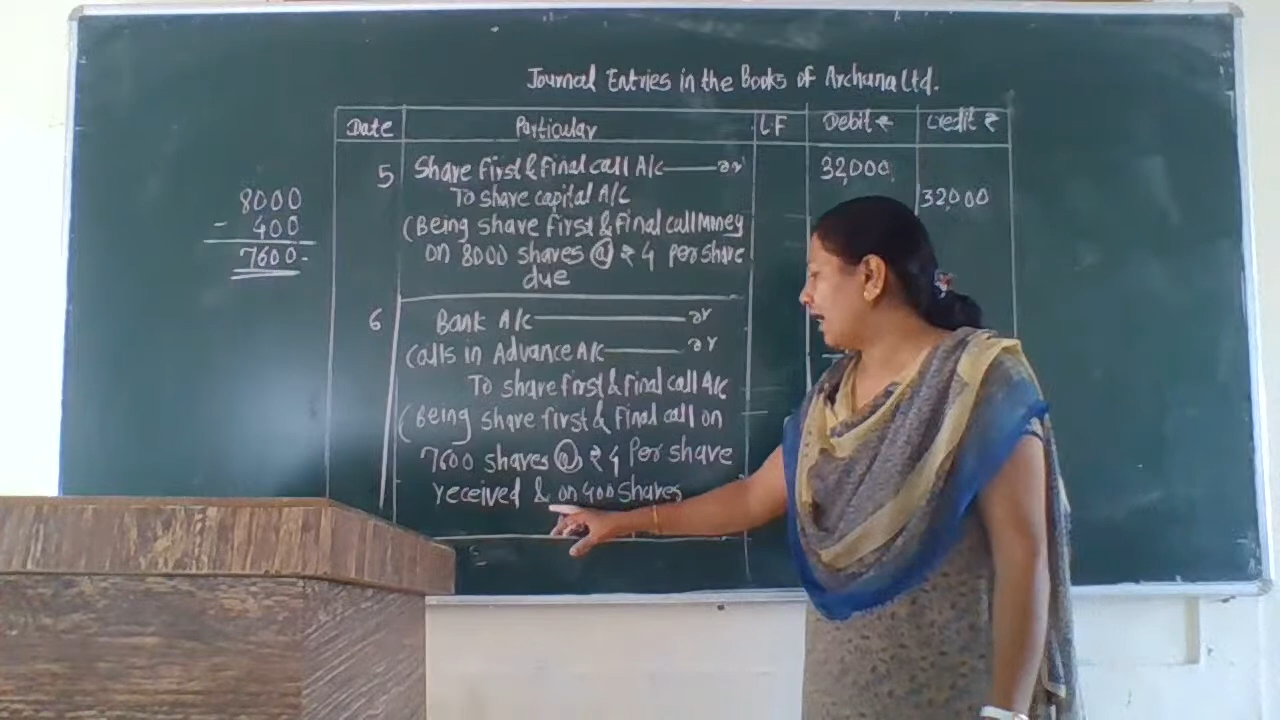 Journal Entries in the Books of Archana Ltd.
Date Particular L.F Debit ₹ Credit ₹
5 Share First & Final call A/c —— Dr 32,000
To share capital A/c 32,000
(Being share first & final call Money
on 8000 shares @ ₹ 4 per share
due
8000
- 400
7600-
6 Bank A/c —— Dr
Calls in Advance A/c —— Dr
To share first & final call A/c
(Being share first & final call on
7600 shares @ ₹ 4 per share
received & on 400 shares